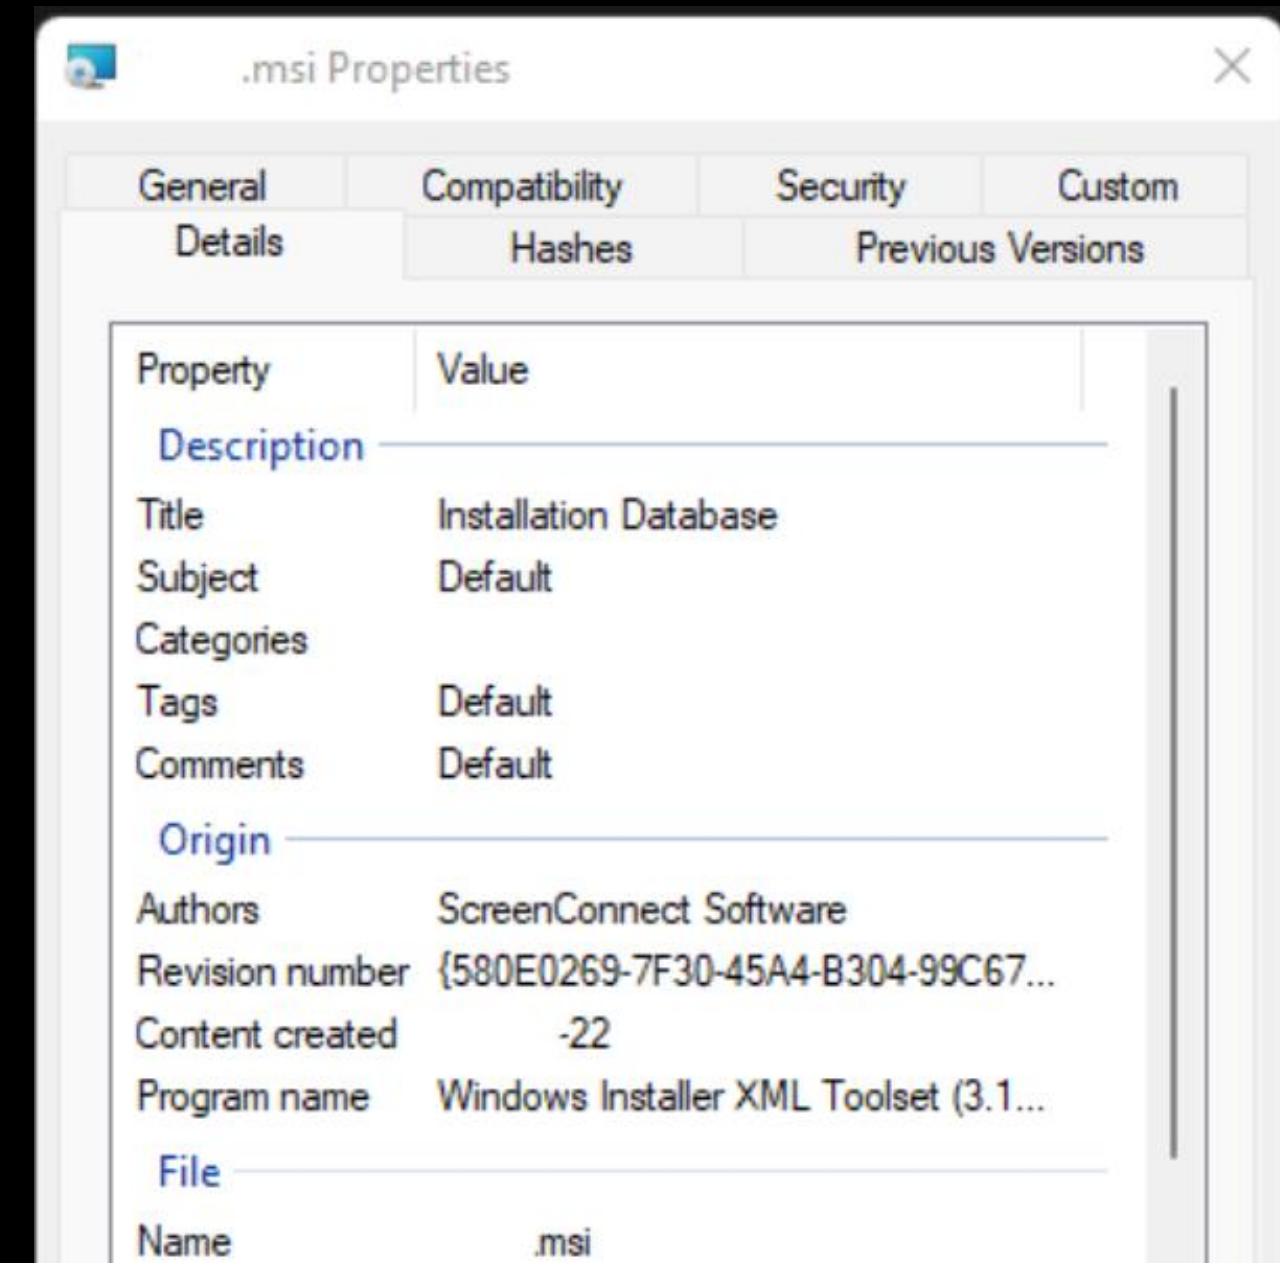 .msi Properties
General Compatibility Security Custom
Details Hashes Previous Versions
Property Value
Description
Title Installation Database
Subject Default
Categories
Tags Default
Comments Default
Origin
Authors ScreenConnect Software
Revision number {580E0269-7F30-45A4-B304-99C67...
Content created -22
Program name Windows Installer XML Toolset (3.1...
File
Name .msi